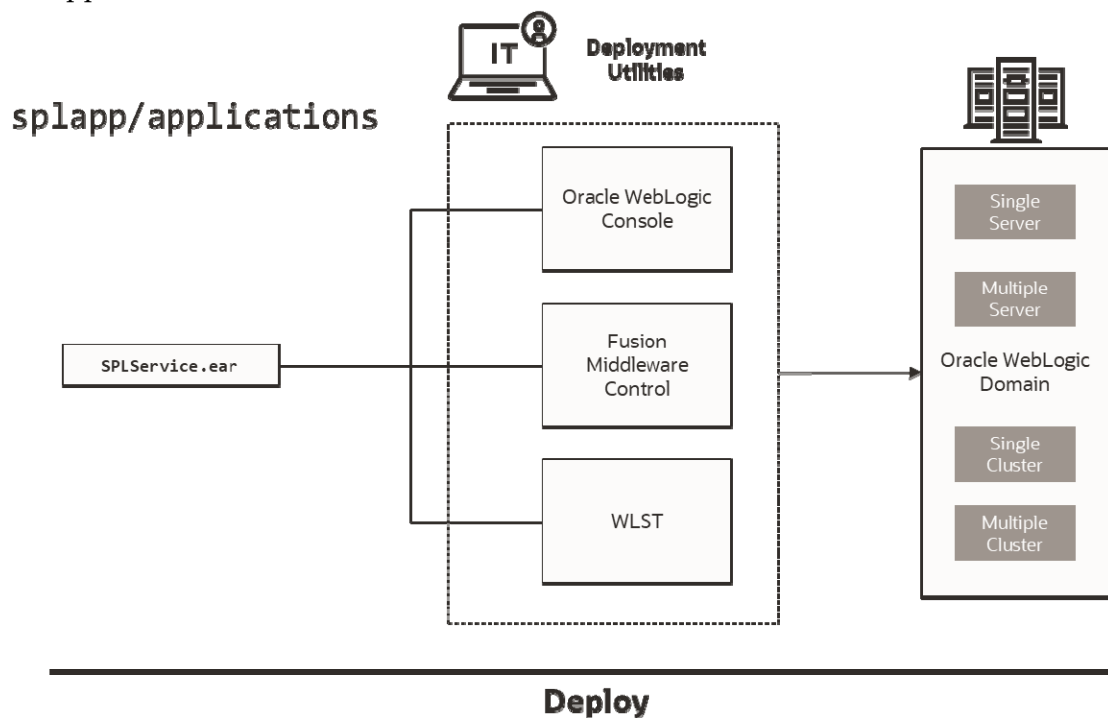 IT
Deployment
Utilities
splapp/applications
Oracle WebLogic
Console
Fusion
Middleware
Control
WLST
SPLService.ear
Single
Server
Multiple
Server
Oracle WebLogic
Domain
Single
Cluster
Multiple
Cluster
Deploy